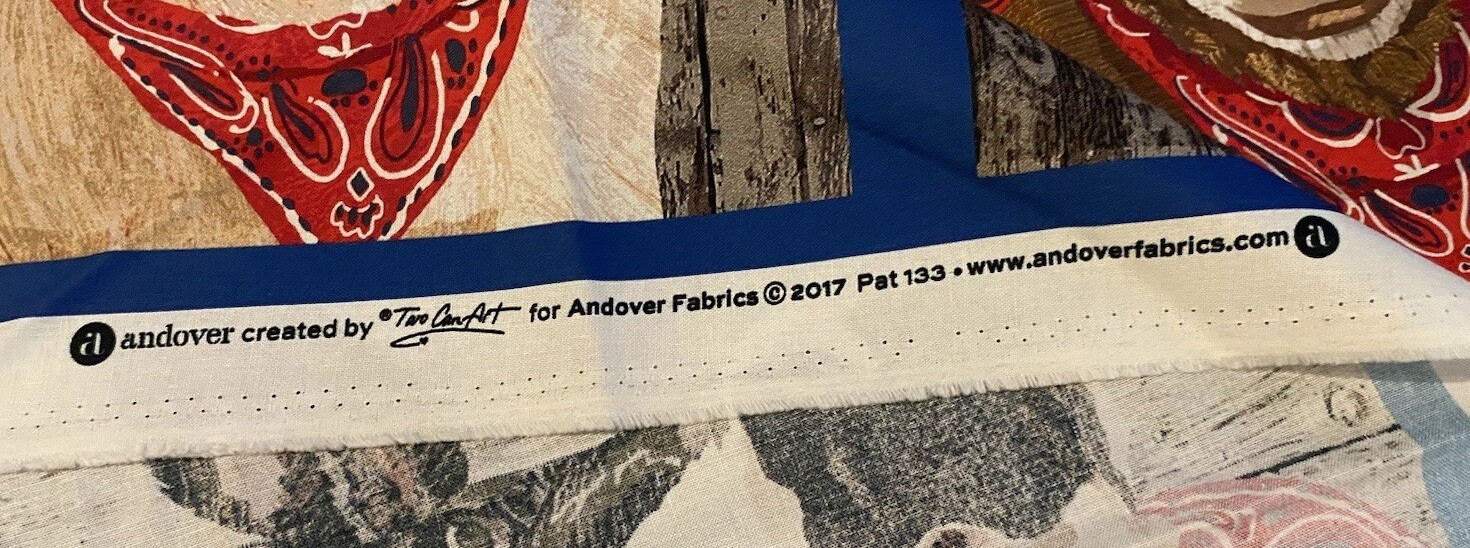 a andover created by ®Two Can Art for Andover Fabrics © 2017 Pat 133 • www.andoverfabrics.com a